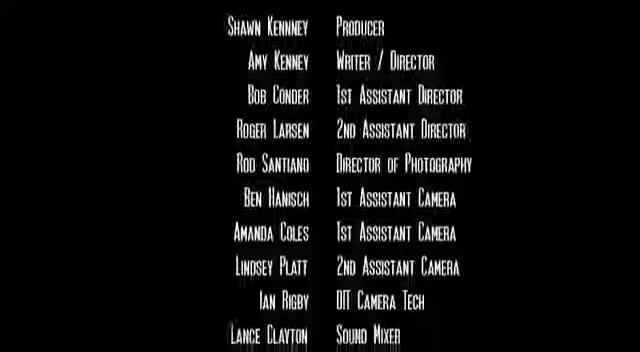 Shawn Kennney Producer
Amy Kenney Writer / Director
Bob Conder 1st Assistant Director
Roger Larsen 2nd Assistant Director
Rod Santiano Director of Photography
Ben Hanisch 1st Assistant Camera
Amanda Coles 1st Assistant Camera
Lindsey Platt 2nd Assistant Camera
Ian Rigby DIT Camera Tech
Lance Clayton Sound Mixer